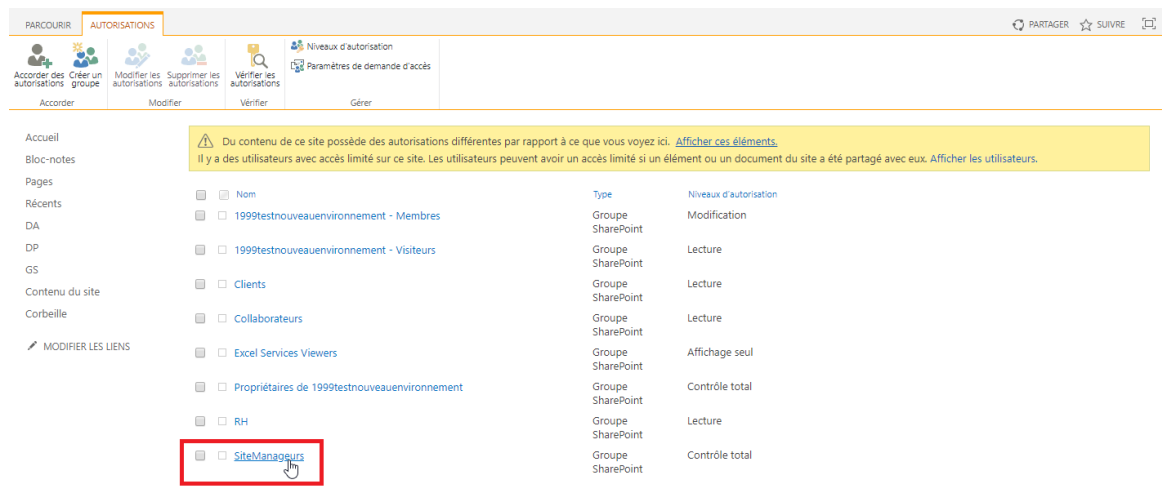 PARCOURIR AUTORISATIONS PARTAGER SUIVRE
Niveaux d'autorisation
Paramètres de demande d'accès
Accorder des autorisations
Créer un groupe
Modifier les autorisations
Supprimer les autorisations
Vérifier les autorisations
Accorder Modifier Vérifier Gérer
Accueil
Bloc-notes
Pages
Récents
DA
DP
GS
Contenu du site
Corbeille
MODIFIER LES LIENS
Du contenu de ce site possède des autorisations différentes par rapport à ce que vous voyez ici. Afficher ces éléments.
Il y a des utilisateurs avec accès limité sur ce site. Les utilisateurs peuvent avoir un accès limité si un élément ou un document du site a été partagé avec eux. Afficher les utilisateurs.
Nom Type Niveaux d'autorisation
1999testnouveauenvironnement - Membres Groupe SharePoint Modification
1999testnouveauenvironnement - Visiteurs Groupe SharePoint Lecture
Clients Groupe SharePoint Lecture
Collaborateurs Groupe SharePoint Lecture
Excel Services Viewers Groupe SharePoint Affichage seul
Propriétaires de 1999testnouveauenvironnement Groupe SharePoint Contrôle total
RH Groupe SharePoint Lecture
SiteManageurs Groupe SharePoint Contrôle total